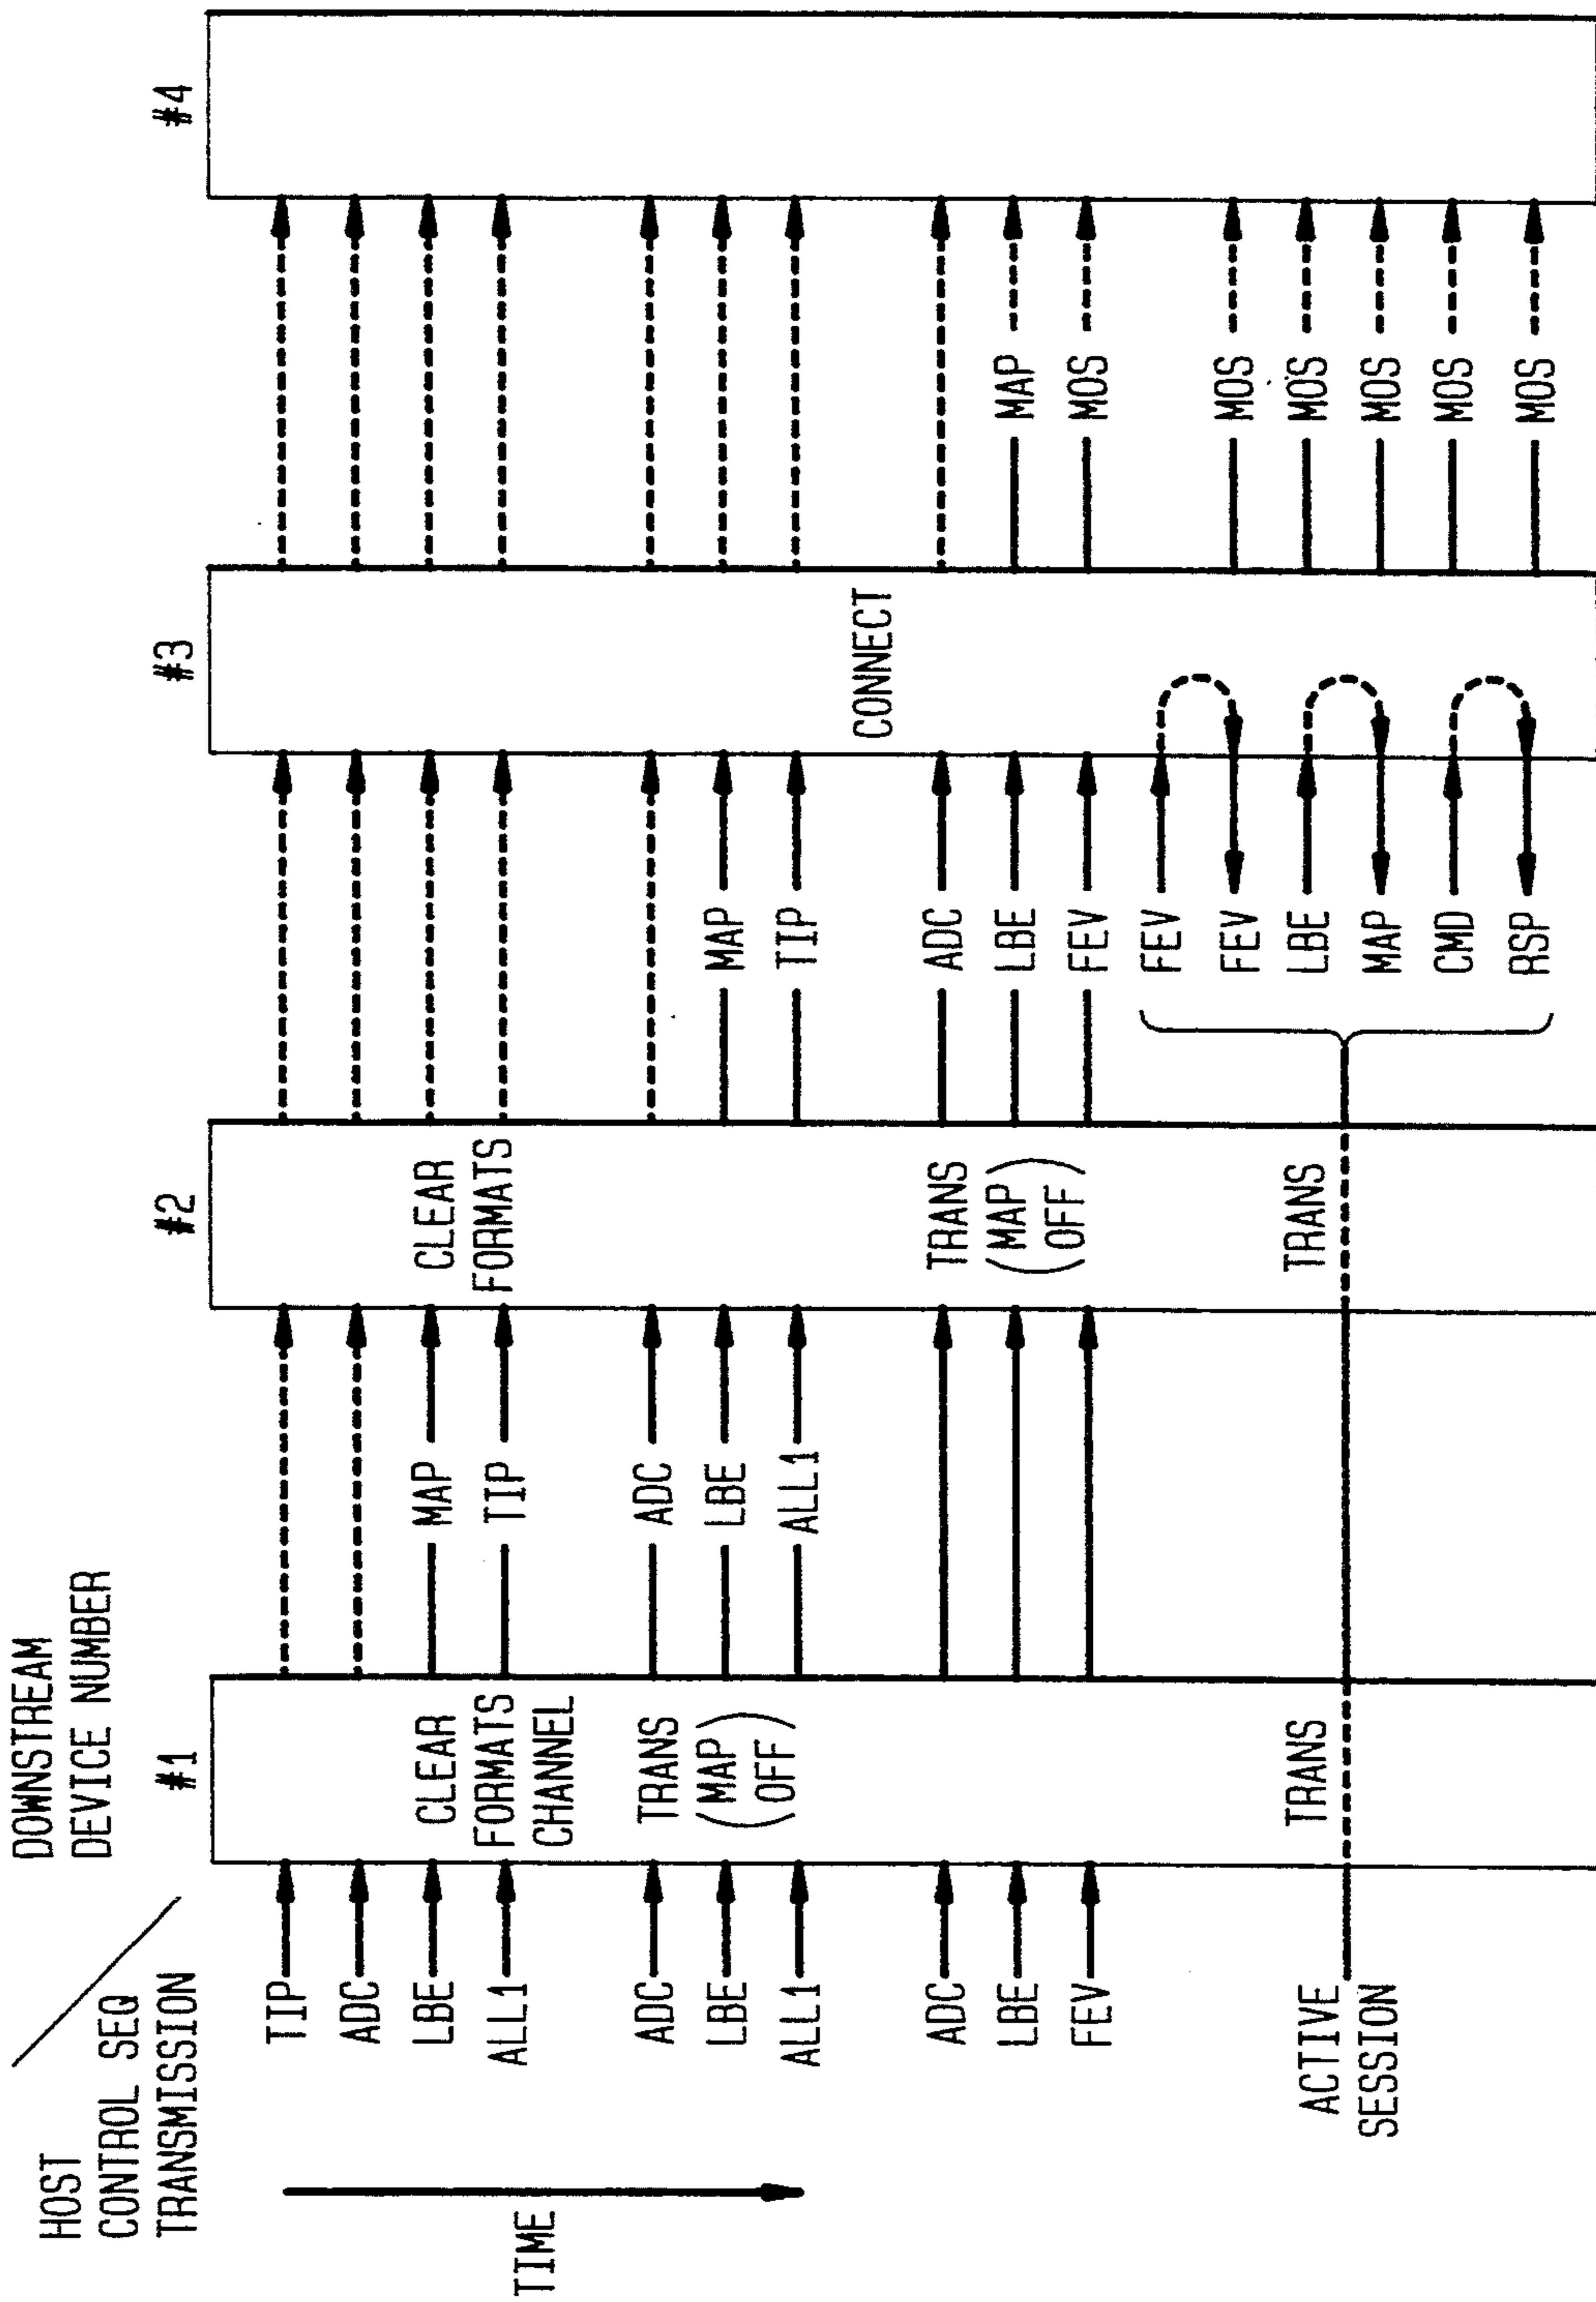 HOST
CONTROL SEQ
TRANSMISSION
DOWNSTREAM
DEVICE NUMBER
#1
#2
#3
#4
TIME
TIP
ADC
LBE
ALL1
ADC
LBE
ALL1
ADC
LBE
FEV
ACTIVE
SESSION
CLEAR
FORMATS
CHANNEL
TRANS
(MAP
OFF)
TRANS
MAP
TIP
ADC
LBE
ALL1
CLEAR
FORMATS
TRANS
(MAP
OFF)
TRANS
MAP
TIP
ADC
LBE
FEV
FEV
FEV
LBE
MAP
CMD
RSP
CONNECT
MAP
MOS
MOS
MOS
MOS
MOS
MOS